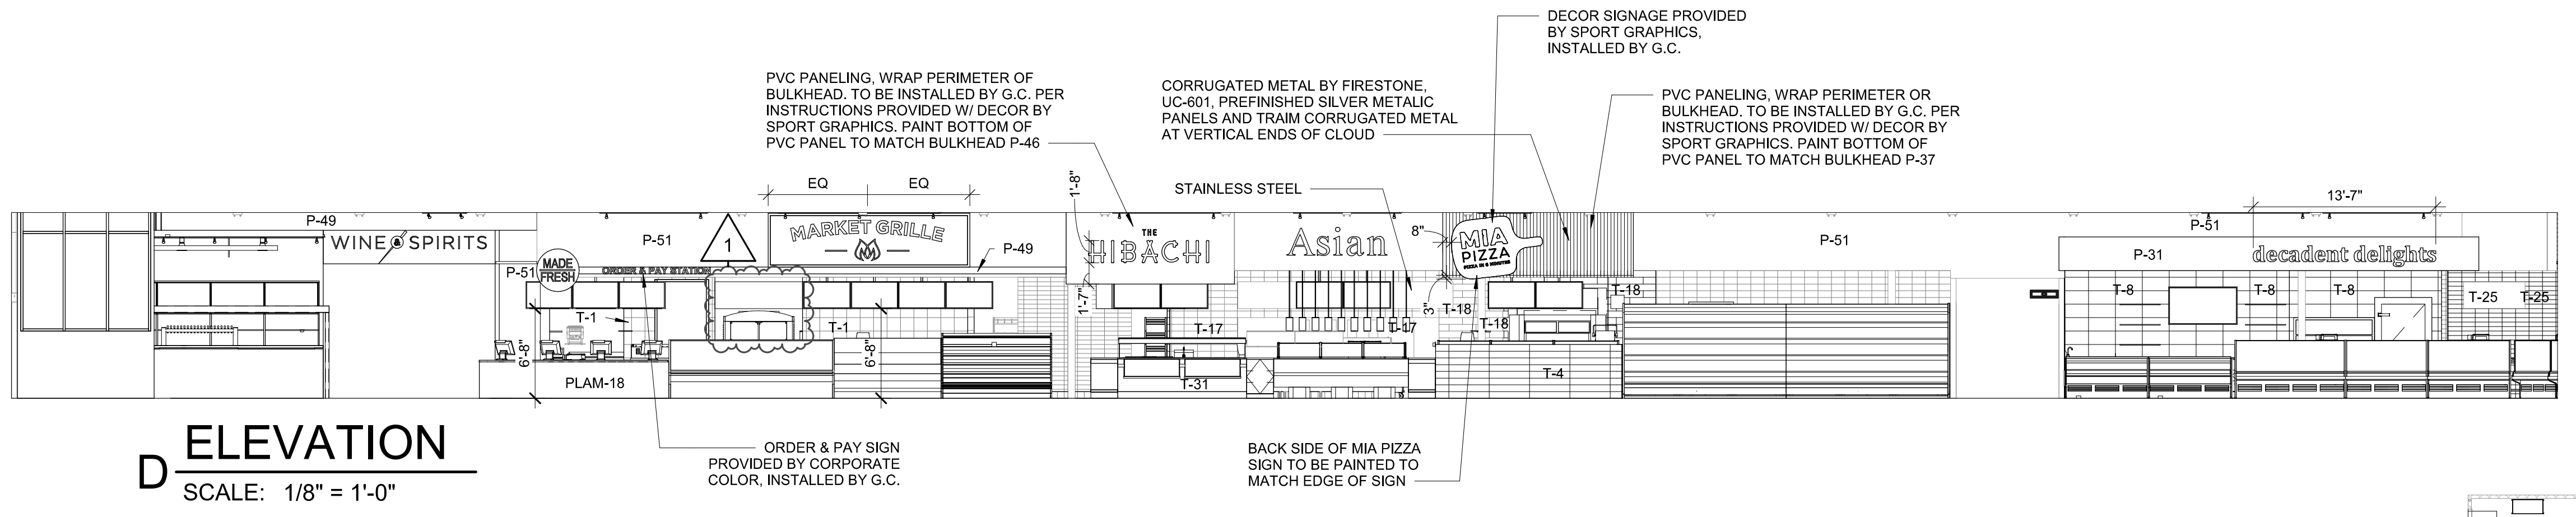 DECOR SIGNAGE PROVIDED
BY SPORT GRAPHICS,
INSTALLED BY G.C.
PVC PANELING, WRAP PERIMETER OF
BULKHEAD. TO BE INSTALLED BY G.C. PER
INSTRUCTIONS PROVIDED W/ DECOR BY
SPORT GRAPHICS. PAINT BOTTOM OF
PVC PANEL TO MATCH BULKHEAD P-46
CORRUGATED METAL BY FIRESTONE,
UC-601, PREFINISHED SILVER METALIC
PANELS AND TRAIM CORRUGATED METAL
AT VERTICAL ENDS OF CLOUD
PVC PANELING, WRAP PERIMETER OR
BULKHEAD. TO BE INSTALLED BY G.C. PER
INSTRUCTIONS PROVIDED W/ DECOR BY
SPORT GRAPHICS. PAINT BOTTOM OF
PVC PANEL TO MATCH BULKHEAD P-37
EQ
EQ
1'-8"
STAINLESS STEEL
13'-7"
P-49
WINE & SPIRITS
P-51
P-51
MADE
FRESH
ORDER & PAY STATION
1
MARKET GRILLE
P-49
THE
HIBACHI
Asian
8"
MIA
PIZZA
PIZZA IN 5 MINUTES
P-51
P-51
P-31
decadent delights
T-1
T-1
1'-7"
T-17
T-17
3"
T-18
T-18
T-18
T-8
T-8
T-8
T-25
T-25
6'-8"
6'-8"
PLAM-18
T-31
T-4
D
ELEVATION
SCALE: 1/8" = 1'-0"
ORDER & PAY SIGN
PROVIDED BY CORPORATE
COLOR, INSTALLED BY G.C.
BACK SIDE OF MIA PIZZA
SIGN TO BE PAINTED TO
MATCH EDGE OF SIGN